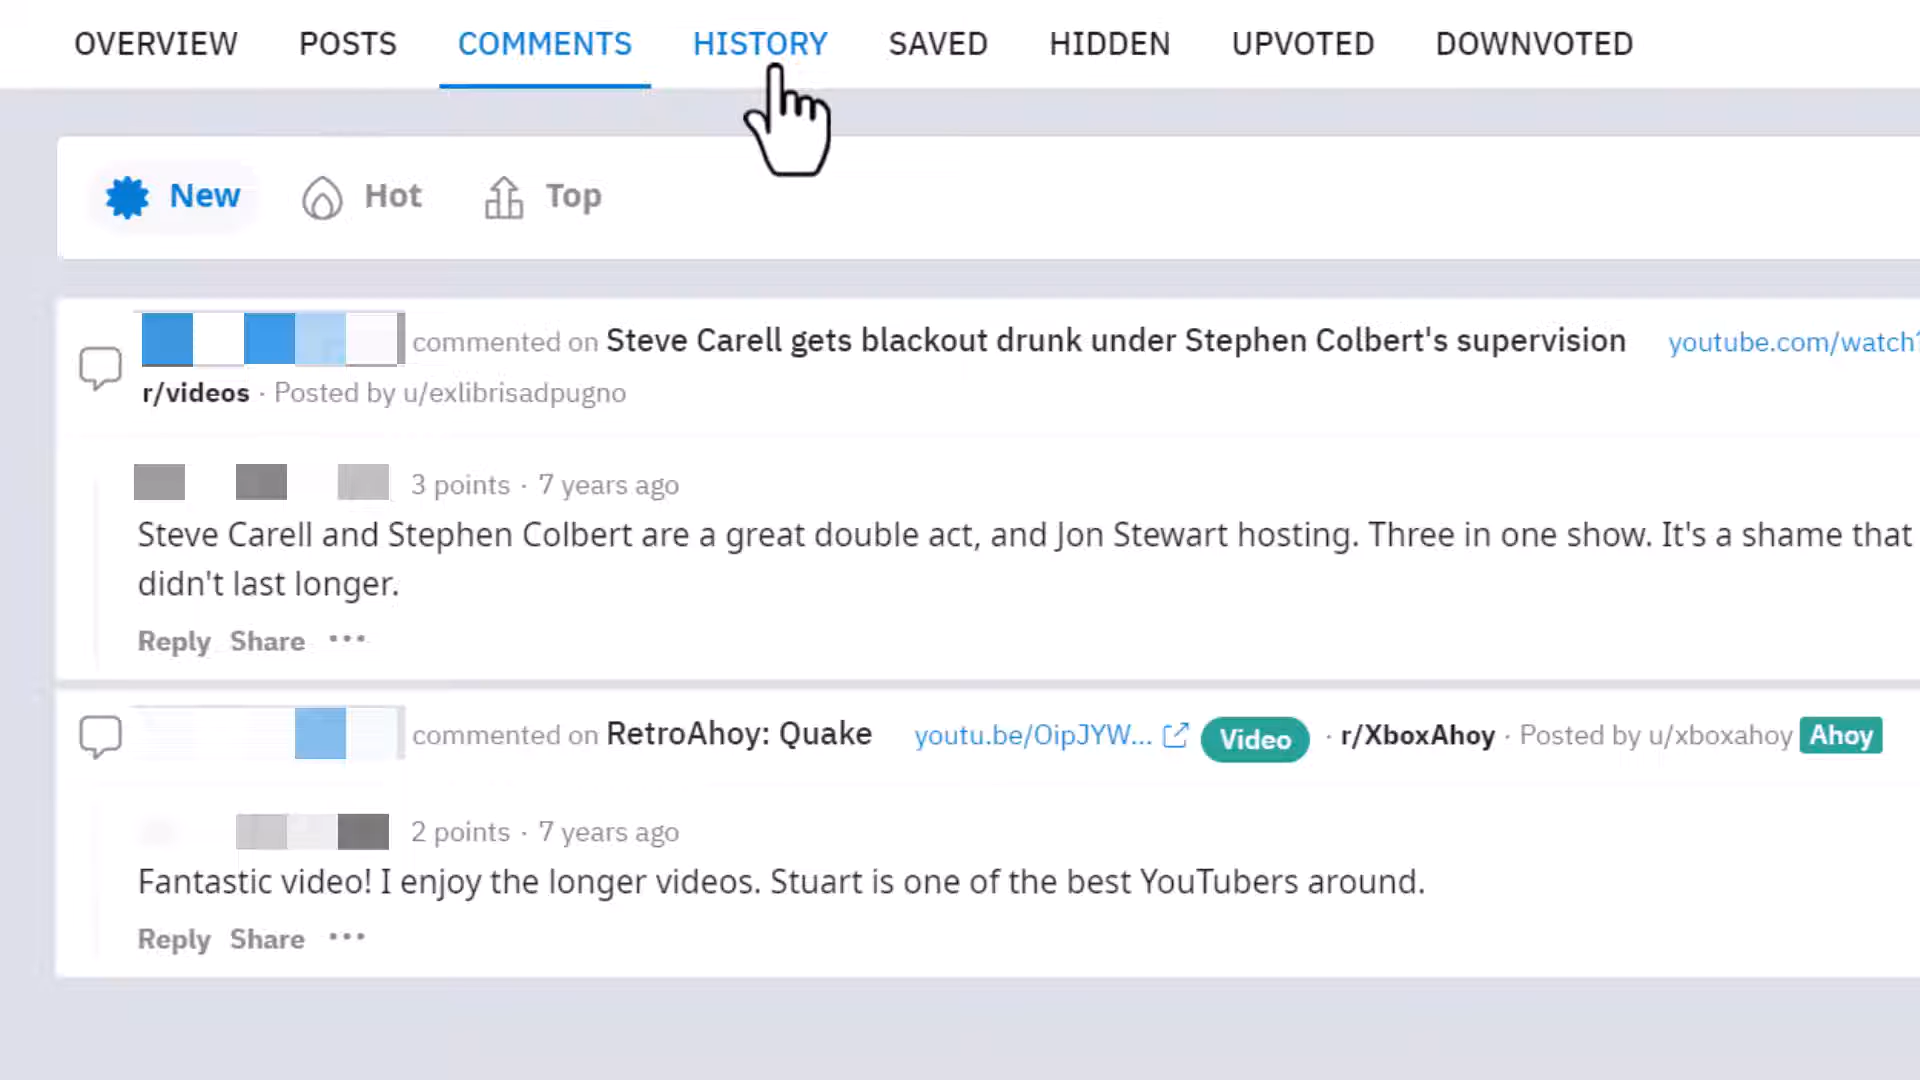 OVERVIEW POSTS COMMENTS HISTORY SAVED HIDDEN UPVOTED DOWNVOTED
New Hot Top
commented on Steve Carell gets blackout drunk under Stephen Colbert's supervision youtube.com/watch?
r/videos · Posted by u/exlibrisadpugno
3 points · 7 years ago
Steve Carell and Stephen Colbert are a great double act, and Jon Stewart hosting. Three in one show. It's a shame that
didn't last longer.
Reply Share ...
commented on RetroAhoy: Quake youtu.be/OipJYW... Video · r/XboxAhoy · Posted by u/xboxahoy Ahoy
2 points · 7 years ago
Fantastic video! I enjoy the longer videos. Stuart is one of the best YouTubers around.
Reply Share ...